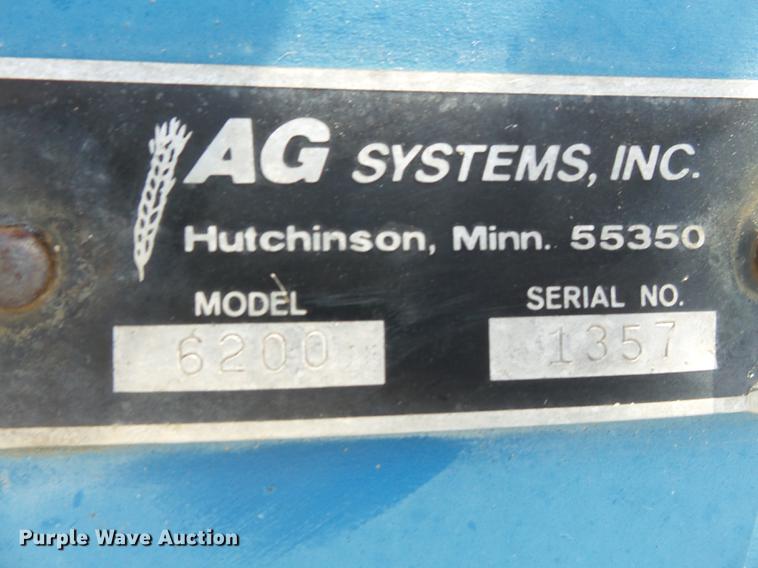 AG SYSTEMS, INC.
Hutchinson, Minn. 55350
MODEL SERIAL NO.
6200 1357
Purple Wave Auction